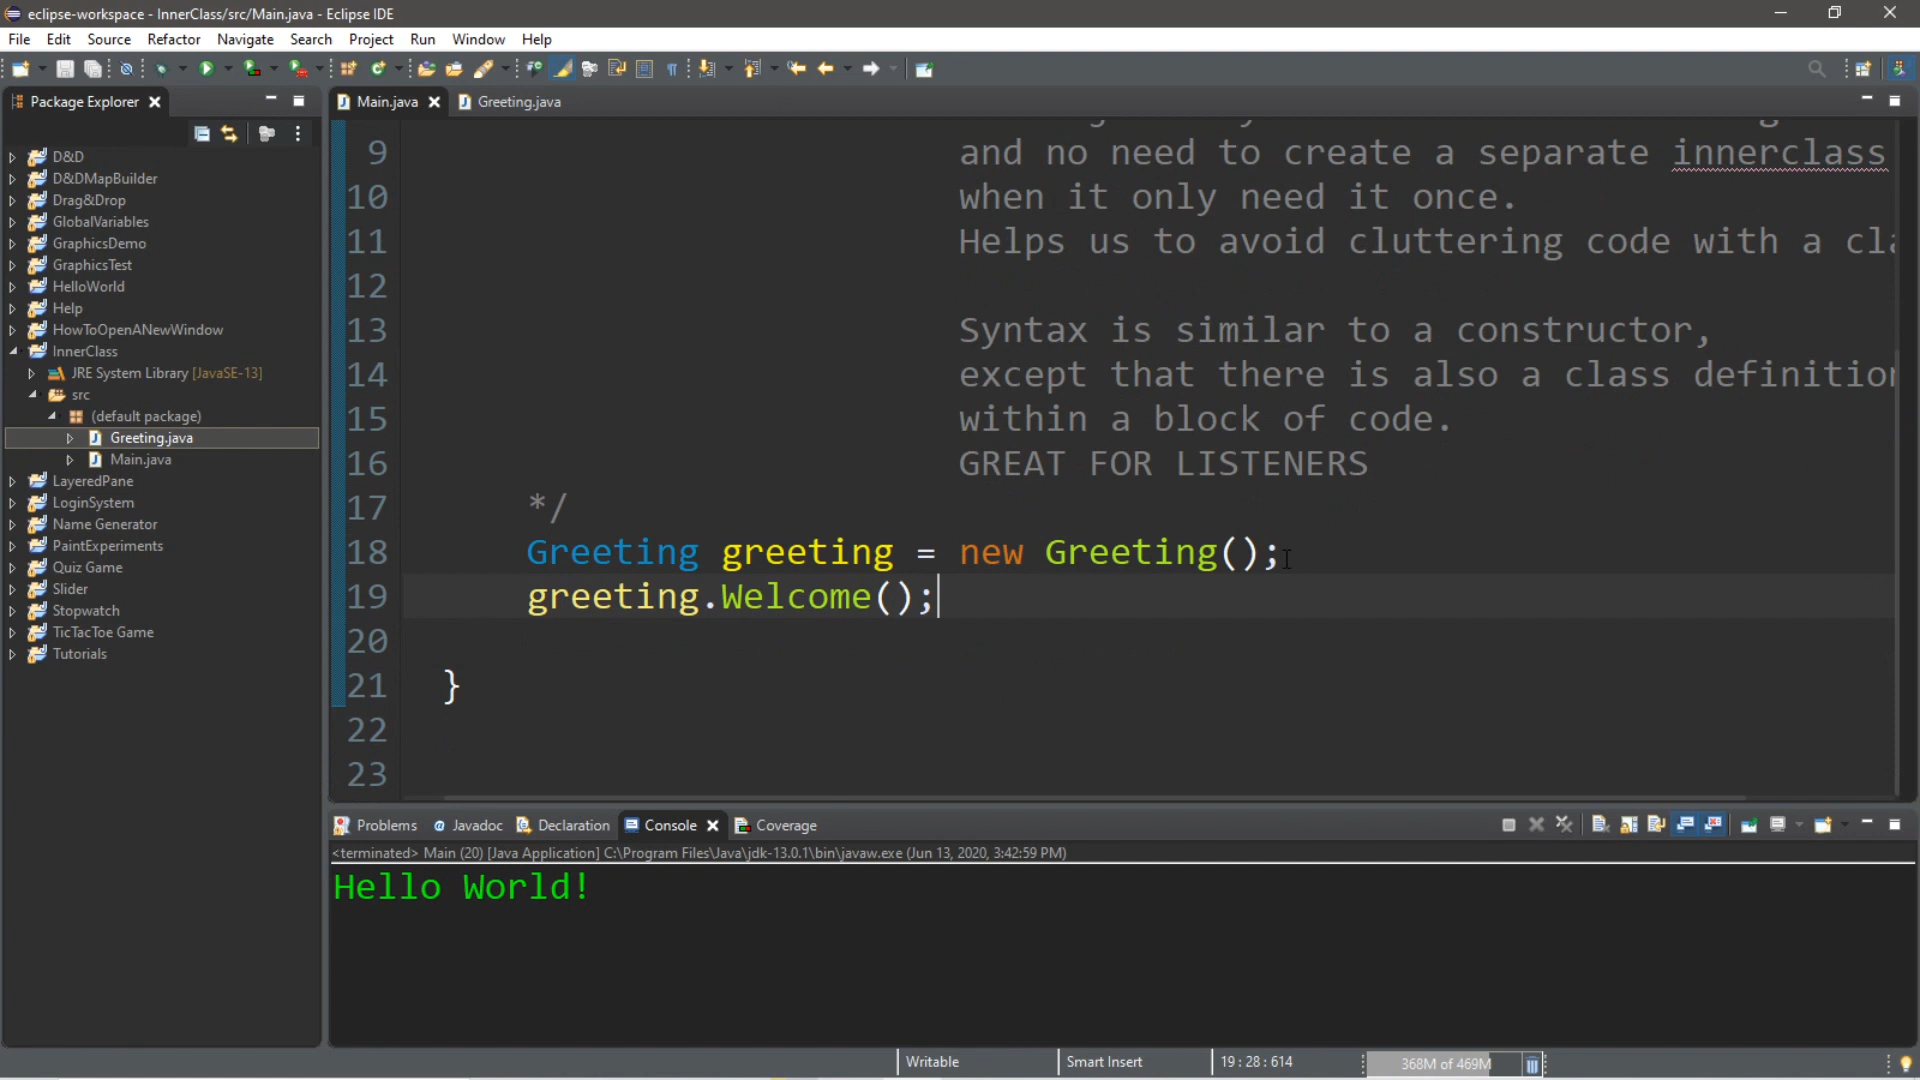 eclipse-workspace - InnerClass/src/Main.java - Eclipse IDE
File Edit Source Refactor Navigate Search Project Run Window Help
Package Explorer
D&D
D&DMapBuilder
Drag&Drop
GlobalVariables
GraphicsDemo
GraphicsTest
HelloWorld
Help
HowToOpenANewWindow
InnerClass
JRE System Library [JavaSE-13]
src
(default package)
Greeting.java
Main.java
LayeredPane
LoginSystem
Name Generator
PaintExperiments
Quiz Game
Slider
Stopwatch
TicTacToe Game
Tutorials
Main.java Greeting.java
9 and no need to create a separate innerclass
10 when it only need it once.
11 Helps us to avoid cluttering code with a
12
13 Syntax is similar to a constructor,
14 except that there is also a class definition
15 within a block of code.
16 GREAT FOR LISTENERS
17 */
18 Greeting greeting = new Greeting();
19 greeting.Welcome();
20
21 }
22
23
Problems Javadoc Declaration Console Coverage
<terminated> Main (20) [Java Application] C:\Program Files\Java\jdk-13.0.1\bin\javaw.exe (Jun 13, 2020, 3:42:59 PM)
Hello World!
Writable Smart Insert 19 : 28 : 614 368M of 469M